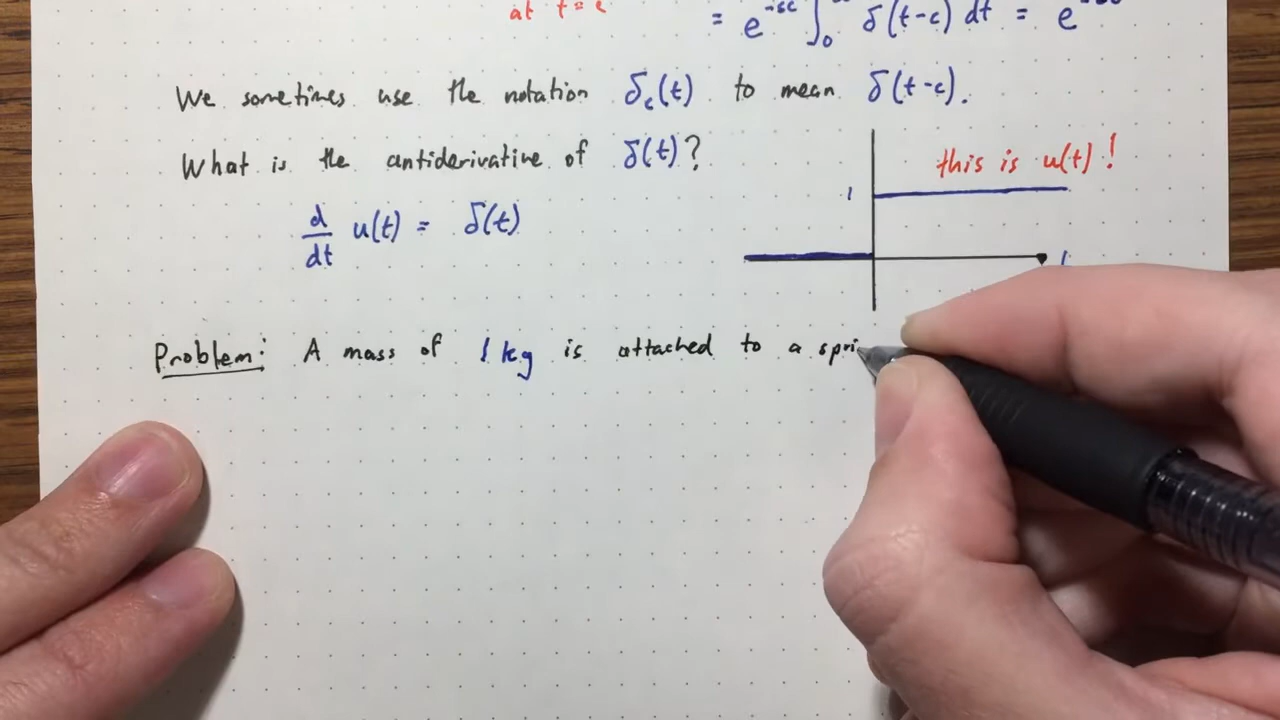 at t=c
= e^-sc ∫_0 δ(t-c) dt = e
We sometimes use the notation δ_c(t) to mean δ(t-c).
What is the antiderivative of δ(t)?
this is u(t)!
1
d/dt u(t) = δ(t)
Problem: A mass of 1 kg is attached to a spri